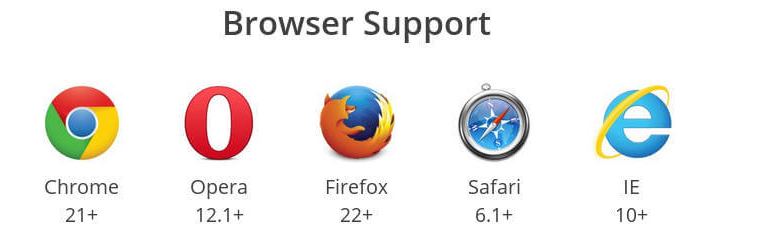 Browser Support
Chrome Opera Firefox Safari IE
21+ 12.1+ 22+ 6.1+ 10+